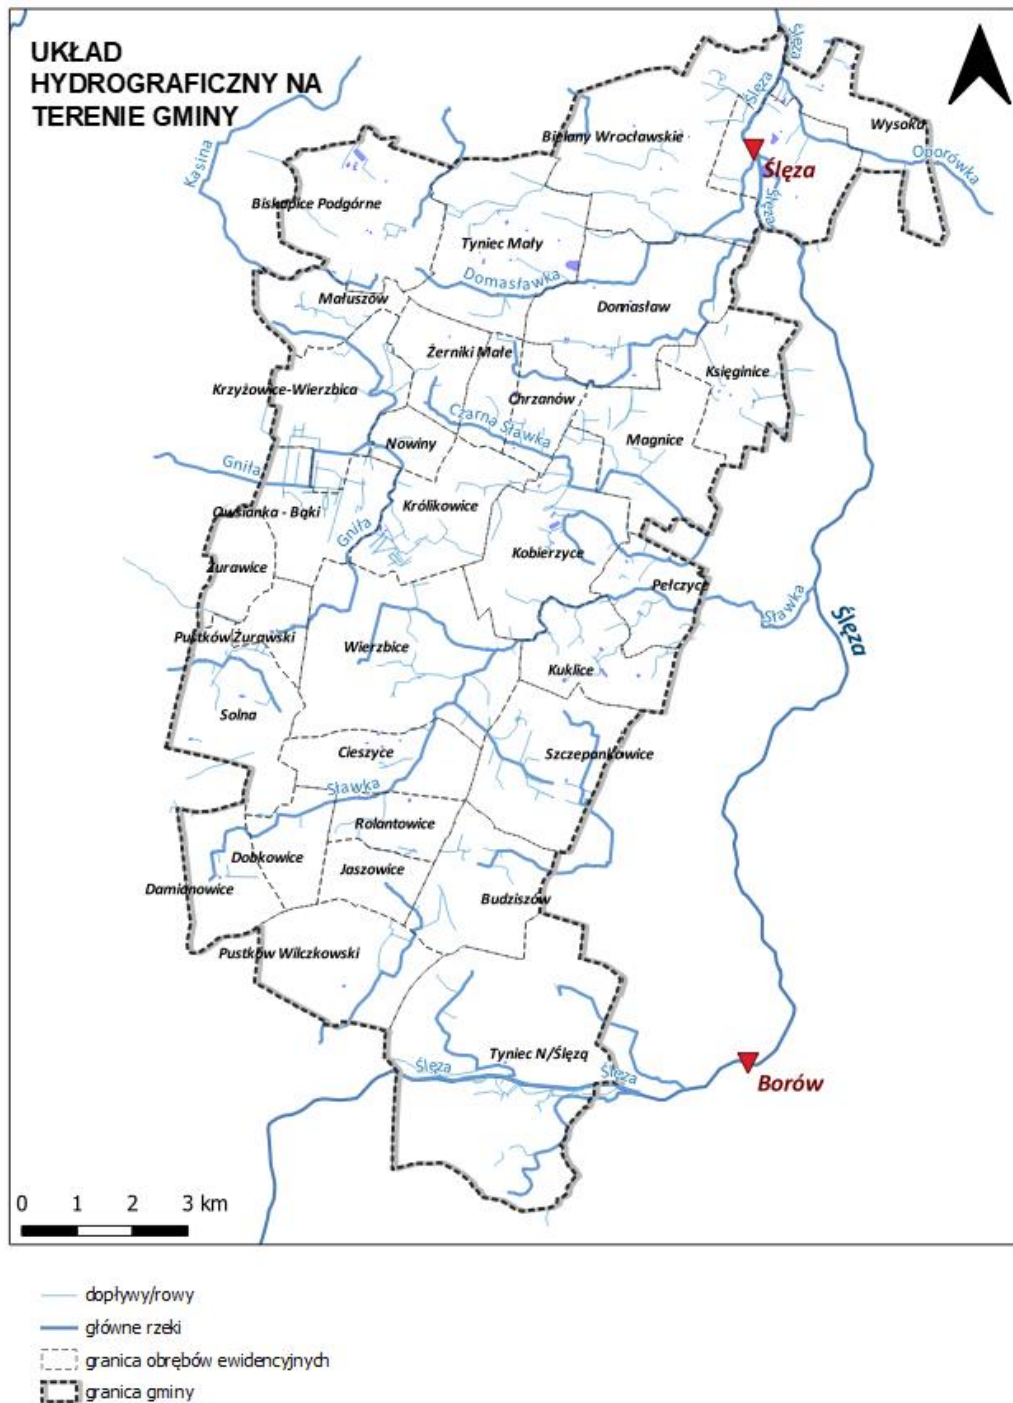 UKŁAD
HYDROGRAFICZNY NA
TERENIE GMINY
Ślęza
Ślęza
Wysoka
Bielany Wrocławskie
Ślęza
Oporówka
Kasina
Ślęza
Biskupice Podgórne
Tyniec Mały
Domasławka
Małuszów
Domasław
Żerniki Małe
Księginice
Krzyżowice-Wierzbica
Chrzanów
Czarna Sławka
Nowiny
Magnice
Gniła
Królikowice
Owsianka - Bąki
Gniła
Kobierzyce
Żurawice
Pełczyce
Sławka
Ślęza
Pustków Żurawski
Wierzbice
Kuklice
Solna
Cieszyce
Szczepankowice
Sławka
Rolantowice
Dobkowice
Jaszowice
Damianowice
Budziszów
Pustków Wilczkowski
Tyniec N/Ślęzą
Ślęza
Ślęza
Borów
0 1 2 3 km
dopływy/rowy
główne rzeki
granica obrębów ewidencyjnych
granica gminy